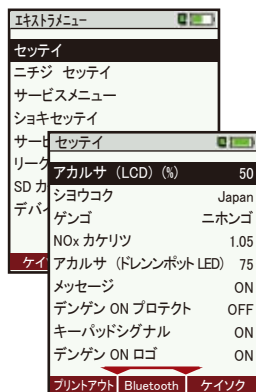 エキストラメニュー
セッテイ
ニチジ セッテイ
サービスメニュー
ショキセッテイ
サー
リーク
SD カ
デバイ
ケイ
セッテイ
アカルサ (LCD) (%) 50
シヨウコク Japan
ゲンゴ ニホンゴ
NOx カケリツ 1.05
アカルサ (ドレンポット LED) 75
メッセージ ON
デンゲン ON プロテクト OFF
キーパッドシグナル ON
デンゲン ON ロゴ ON
プリントアウト Bluetooth ケイソク